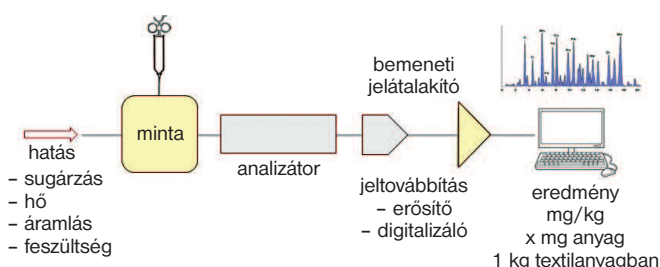 bemeneti
jelátalakító
minta
hatás
– sugárzás
– hő
– áramlás
– feszültség
analizátor
jeltovábbítás
– erősítő
– digitalizáló
eredmény
mg/kg
x mg anyag
1 kg textilanyagban